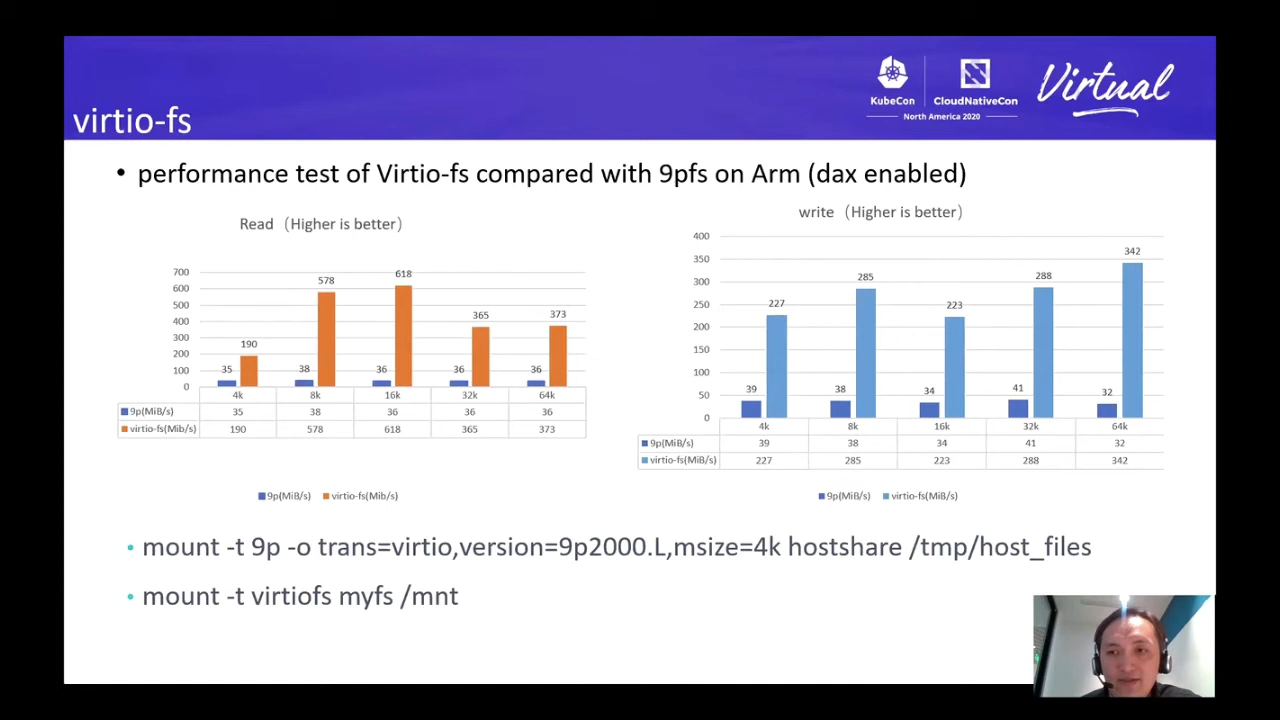 KubeCon
CloudNativeCon
North America 2020
Virtual
virtio-fs
• performance test of Virtio-fs compared with 9pfs on Arm (dax enabled)
Read（Higher is better）
700
600
500
400
300
200
100
0
35 190
38 578
36 618
36 365
36 373
4k 8k 16k 32k 64k
9p(MiB/s) 35 38 36 36 36
virtio-fs(Mib/s) 190 578 618 365 373
9p(MiB/s) virtio-fs(Mib/s)
write（Higher is better）
400
350
300
250
200
150
100
50
0
39 227
38 285
34 223
41 288
32 342
4k 8k 16k 32k 64k
9p(MiB/s) 39 38 34 41 32
virtio-fs(MiB/s) 227 285 223 288 342
9p(MiB/s) virtio-fs(MiB/s)
• mount -t 9p -o trans=virtio,version=9p2000.L,msize=4k hostshare /tmp/host_files
• mount -t virtiofs myfs /mnt